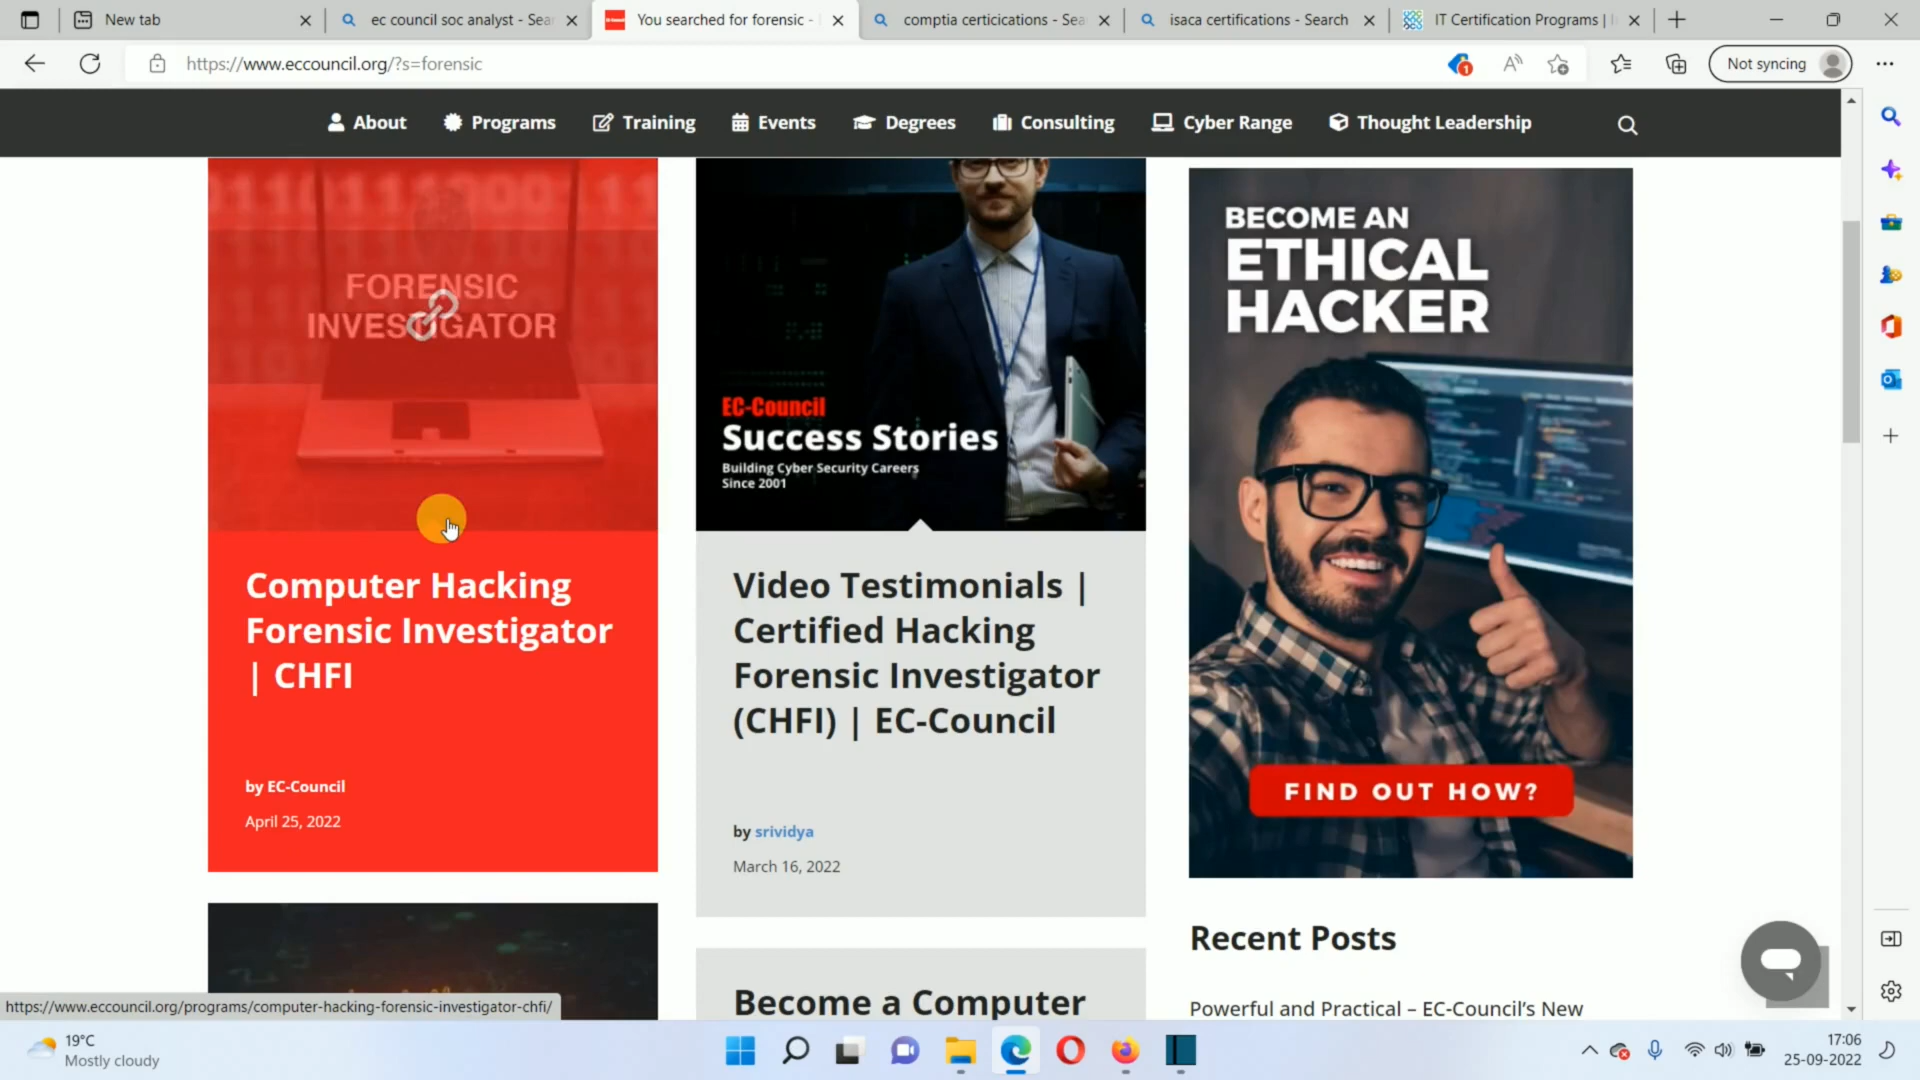 New tab
ec council soc analyst - Sea
You searched for forensic -
comptia certicications - Sea
isaca certifications - Search
IT Certification Programs |
https://www.eccouncil.org/?s=forensic
1
Not syncing
About
Programs
Training
Events
Degrees
Consulting
Cyber Range
Thought Leadership
FORENSIC
INVESTIGATOR
Computer Hacking
Forensic Investigator
| CHFI
by EC-Council
April 25, 2022
EC-Council
Success Stories
Building Cyber Security Careers
Since 2001
Video Testimonials |
Certified Hacking
Forensic Investigator
(CHFI) | EC-Council
by srividya
March 16, 2022
Become a Computer
BECOME AN
ETHICAL
HACKER
FIND OUT HOW?
Recent Posts
Powerful and Practical – EC-Council's New
https://www.eccouncil.org/programs/computer-hacking-forensic-investigator-chfi/
19°C
Mostly cloudy
17:06
25-09-2022